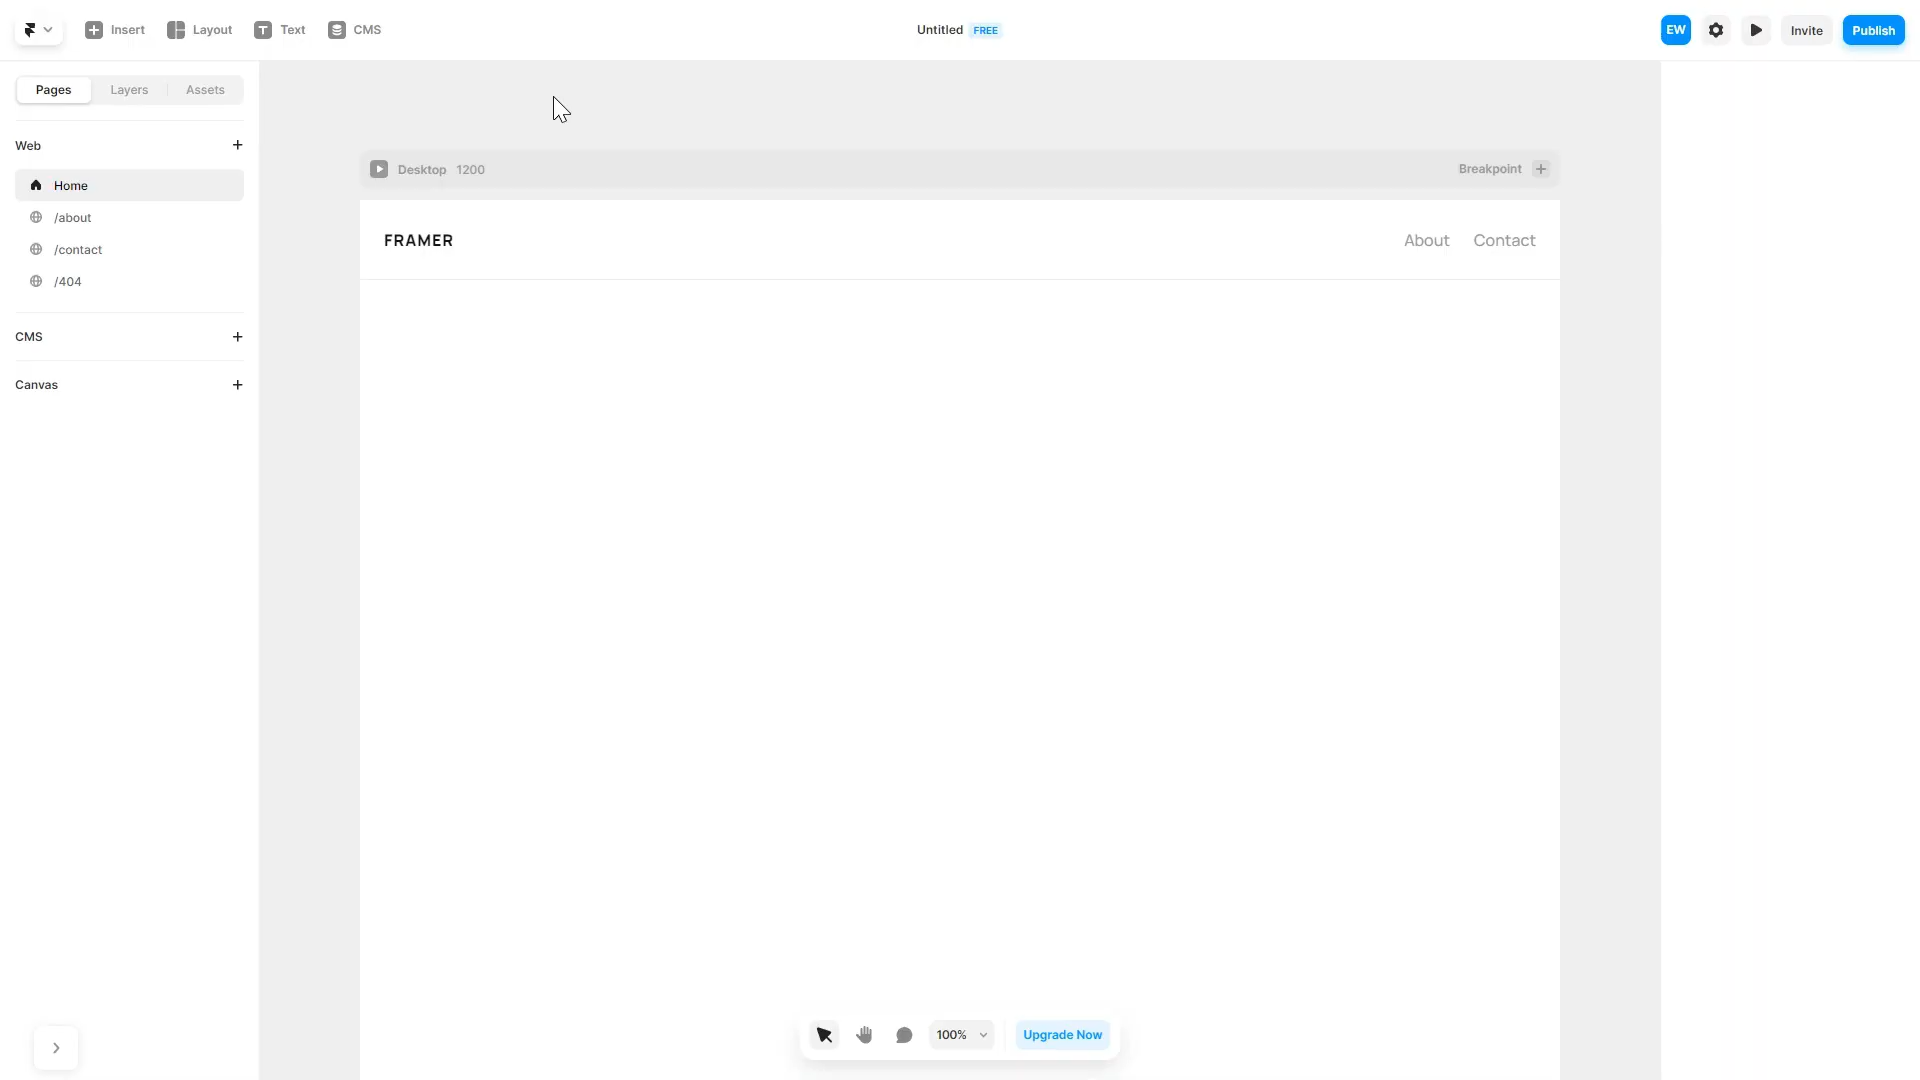 Insert Layout Text CMS Untitled FREE EW Invite Publish
Pages Layers Assets
Web
Home
/about
/contact
/404
CMS
Canvas
Desktop 1200 Breakpoint
FRAMER About Contact
100% Upgrade Now